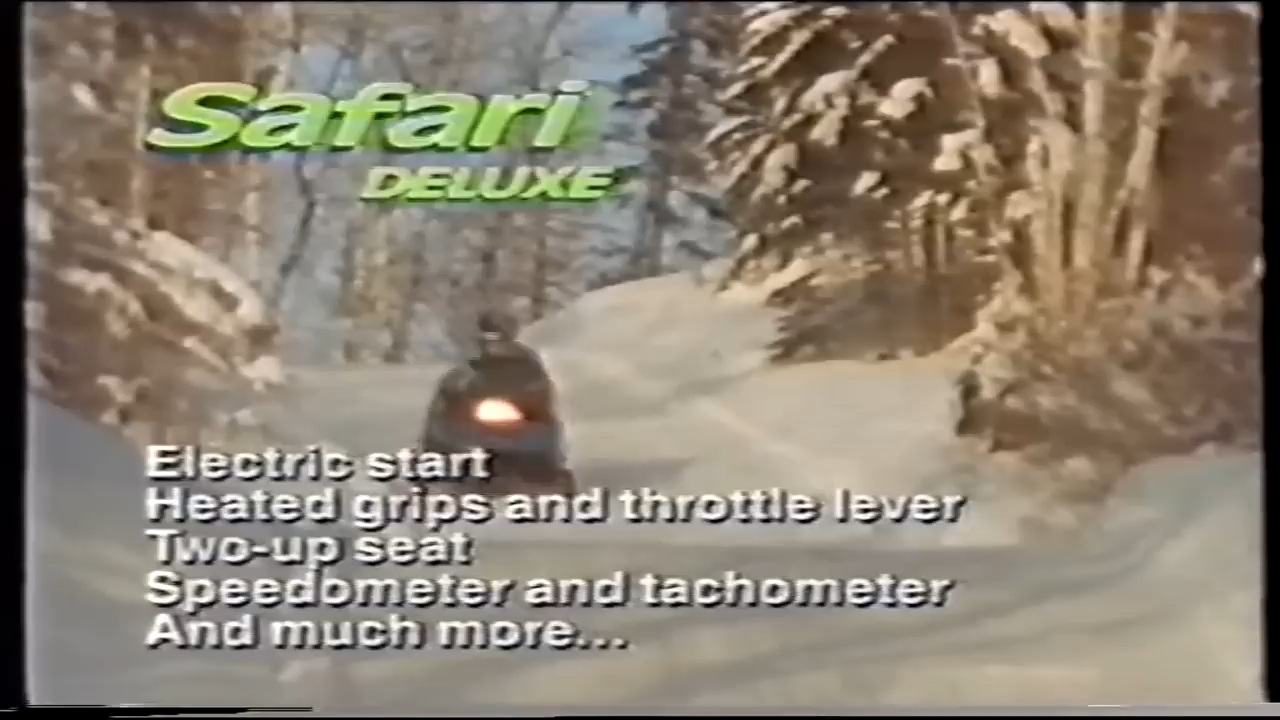 Safari
DELUXE
Electric start
Heated grips and throttle lever
Two-up seat
Speedometer and tachometer
And much more...